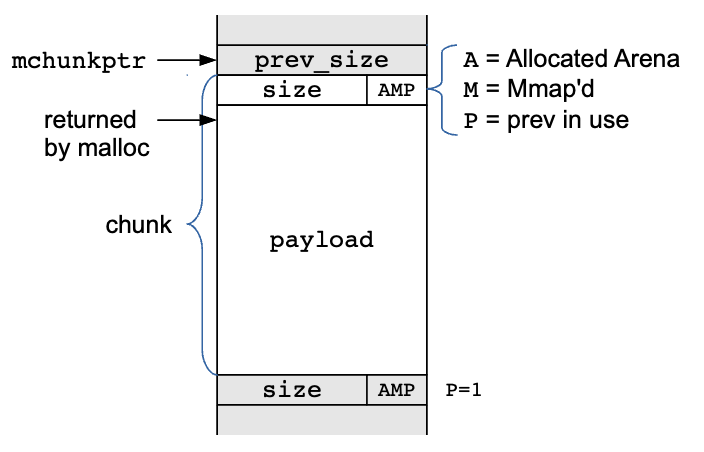 mchunkptr
prev_size
size AMP
A = Allocated Arena
M = Mmap'd
P = prev in use
returned
by malloc
chunk
payload
size AMP P=1